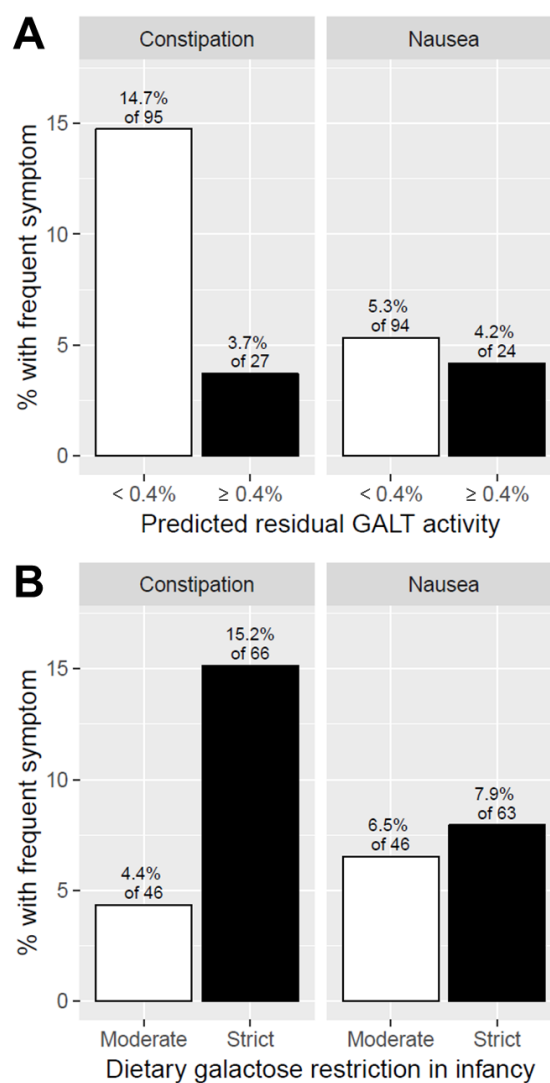 A
Constipation Nausea
% with frequent symptom
15
10
5
0
14.7%
of 95
3.7%
of 27
5.3%
of 94
4.2%
of 24
< 0.4% ≥ 0.4% < 0.4% ≥ 0.4%
Predicted residual GALT activity
B
Constipation Nausea
% with frequent symptom
15
10
5
0
4.4%
of 46
15.2%
of 66
6.5%
of 46
7.9%
of 63
Moderate Strict Moderate Strict
Dietary galactose restriction in infancy